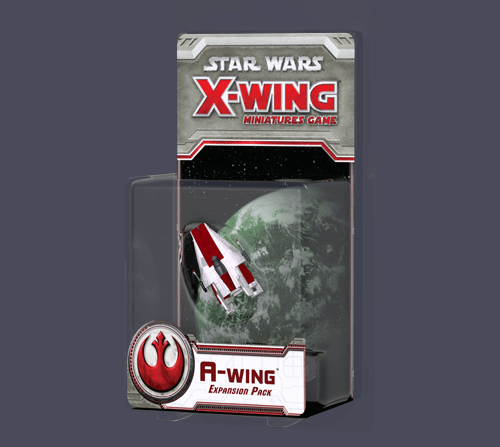 STAR WARS
X-WING
MINIATURES GAME
A-WING
EXPANSION PACK